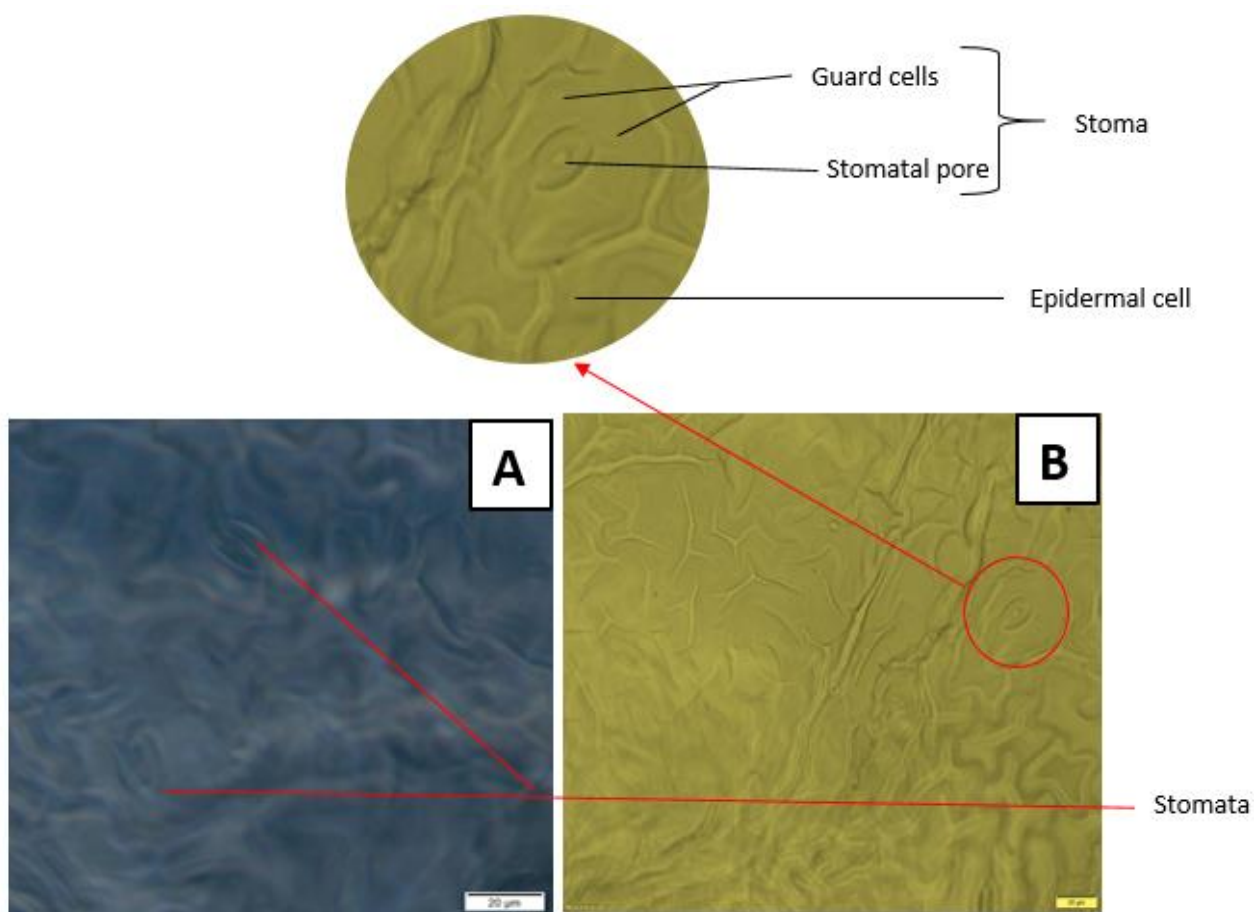 Guard cells
Stoma
Stomatal pore
Epidermal cell
A
B
Stomata
20 µm